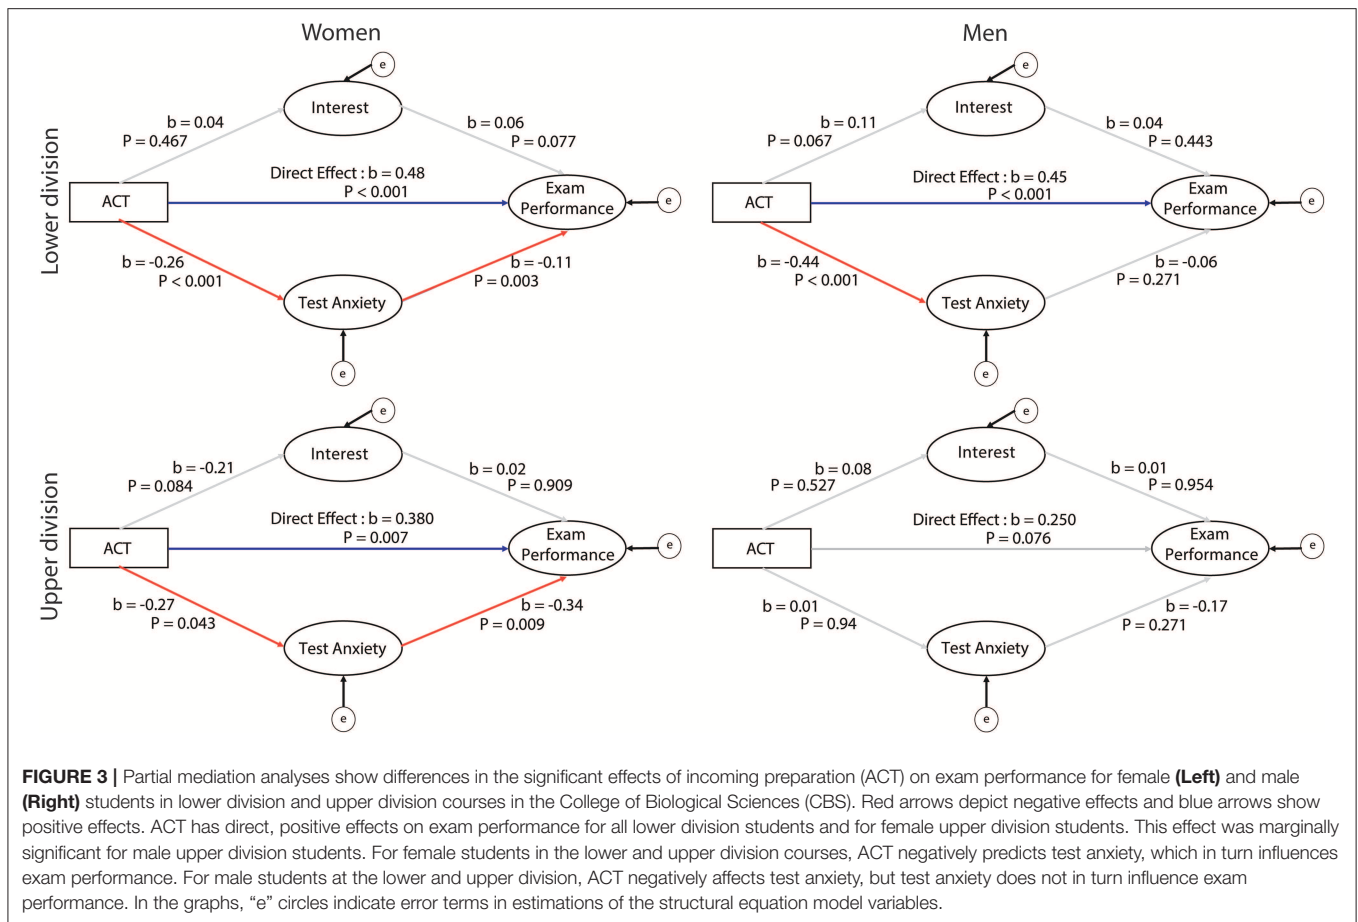 Women
Men
Lower division
e
Interest
b = 0.04
P = 0.467
b = 0.06
P = 0.077
Direct Effect : b = 0.48
P < 0.001
ACT
Exam
Performance
e
b = -0.26
P < 0.001
b = -0.11
P = 0.003
Test Anxiety
e
e
Interest
b = 0.11
P = 0.067
b = 0.04
P = 0.443
Direct Effect : b = 0.45
P < 0.001
ACT
Exam
Performance
e
b = -0.44
P < 0.001
b = -0.06
P = 0.271
Test Anxiety
e
Upper division
e
Interest
b = -0.21
P = 0.084
b = 0.02
P = 0.909
Direct Effect : b = 0.380
P = 0.007
ACT
Exam
Performance
e
b = -0.27
P = 0.043
b = -0.34
P = 0.009
Test Anxiety
e
e
Interest
b = 0.08
P = 0.527
b = 0.01
P = 0.954
Direct Effect : b = 0.250
P = 0.076
ACT
Exam
Performance
e
b = 0.01
P = 0.94
b = -0.17
P = 0.271
Test Anxiety
e
FIGURE 3 | Partial mediation analyses show differences in the significant effects of incoming preparation (ACT) on exam performance for female (Left) and male
(Right) students in lower division and upper division courses in the College of Biological Sciences (CBS). Red arrows depict negative effects and blue arrows show
positive effects. ACT has direct, positive effects on exam performance for all lower division students and for female upper division students. This effect was marginally
significant for male upper division students. For female students in the lower and upper division courses, ACT negatively predicts test anxiety, which in turn influences
exam performance. For male students at the lower and upper division, ACT negatively affects test anxiety, but test anxiety does not in turn influence exam
performance. In the graphs, “e” circles indicate error terms in estimations of the structural equation model variables.